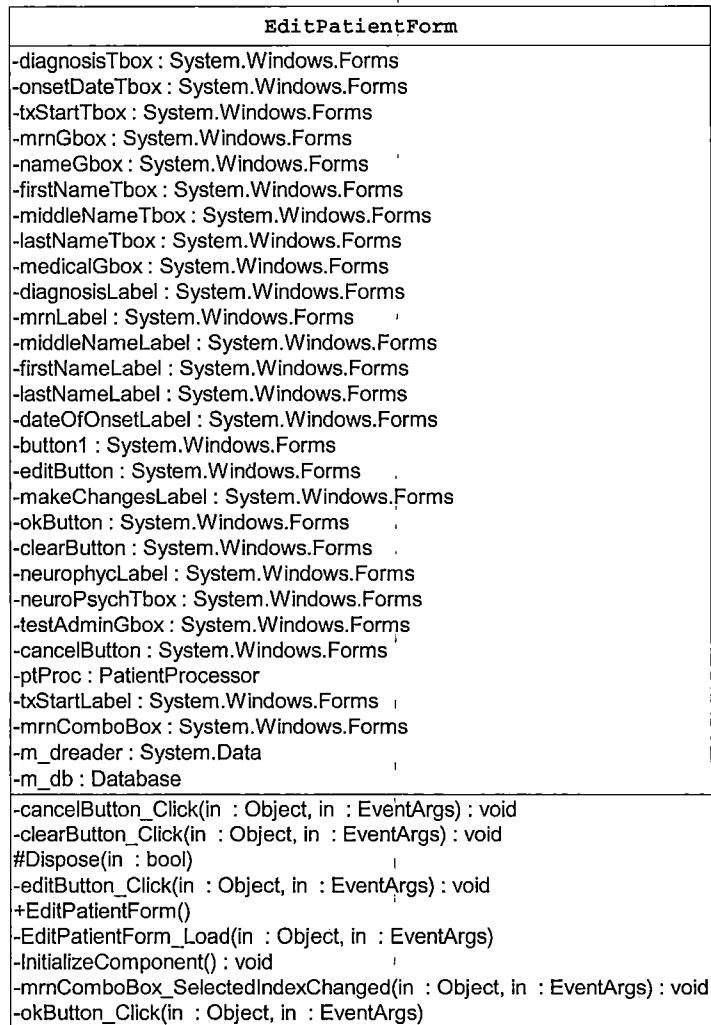 EditPatientForm
-diagnosisTbox : System.Windows.Forms
-onsetDateTbox : System.Windows.Forms
-txStartTbox : System.Windows.Forms
-mrnGbox : System.Windows.Forms
-nameGbox : System.Windows.Forms
-firstNameTbox : System.Windows.Forms
-middleNameTbox : System.Windows.Forms
-lastNameTbox : System.Windows.Forms
-medicalGbox : System.Windows.Forms
-diagnosisLabel : System.Windows.Forms
-mrnLabel : System.Windows.Forms
-middleNameLabel : System.Windows.Forms
-firstNameLabel : System.Windows.Forms
-lastNameLabel : System.Windows.Forms
-dateOfOnsetLabel : System.Windows.Forms
-button1 : System.Windows.Forms
-editButton : System.Windows.Forms
-makeChangesLabel : System.Windows.Forms
-okButton : System.Windows.Forms
-clearButton : System.Windows.Forms
-neurophycLabel : System.Windows.Forms
-neuroPsychTbox : System.Windows.Forms
-testAdminGbox : System.Windows.Forms
-cancelButton : System.Windows.Forms
-ptProc : PatientProcessor
-txStartLabel : System.Windows.Forms
-mrnComboBox : System.Windows.Forms
-m_dreader : System.Data
-m_db : Database
-cancelButton_Click(in : Object, in : EventArgs) : void
-clearButton_Click(in : Object, in : EventArgs) : void
#Dispose(in : bool)
-editButton_Click(in : Object, in : EventArgs) : void
+EditPatientForm()
-EditPatientForm_Load(in : Object, in : EventArgs)
-InitializeComponent() : void
-mrnComboBox_SelectedIndexChanged(in : Object, in : EventArgs) : void
-okButton_Click(in : Object, in : EventArgs)